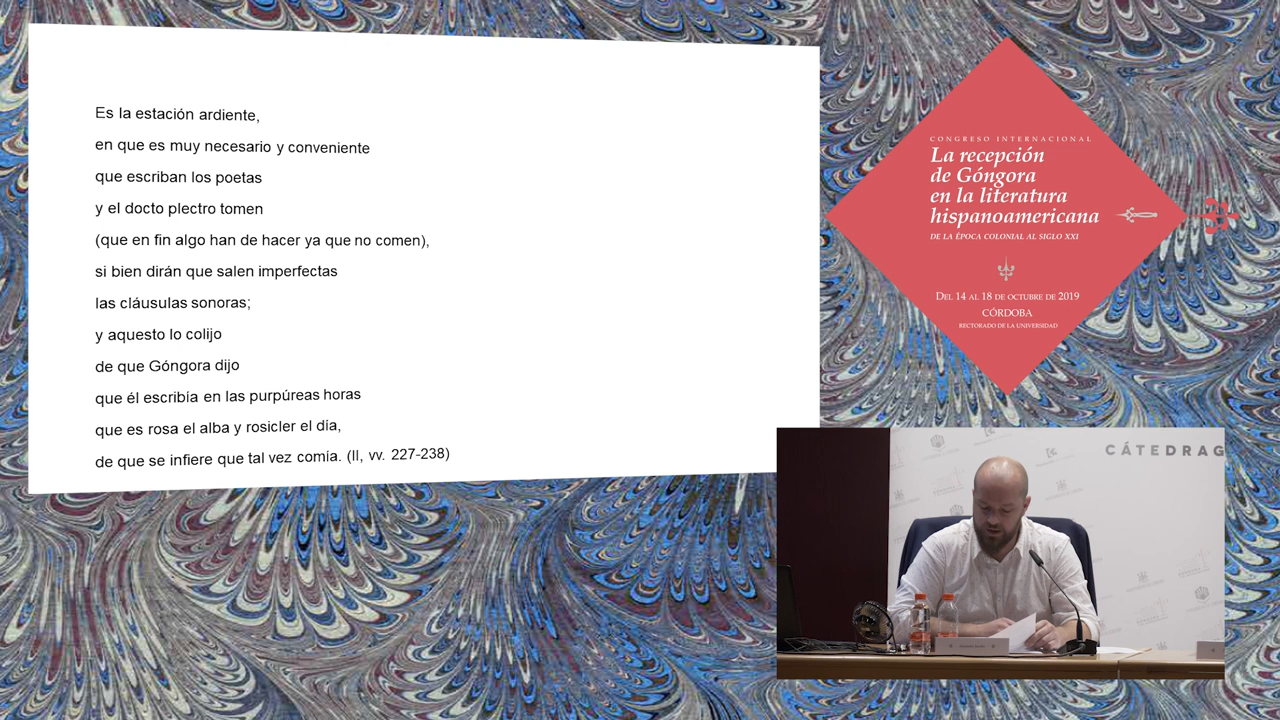 Es la estación ardiente,
en que es muy necesario y conveniente
que escriban los poetas
y el docto plectro tomen
(que en fin algo han de hacer ya que no comen),
si bien dirán que salen imperfectas
las cláusulas sonoras;
y aquesto lo colijo
de que Góngora dijo
que él escribía en las purpúreas horas
que es rosa el alba y rosicler el día,
de que se infiere que tal vez comía. (II, vv. 227-238)
CONGRESO INTERNACIONAL
La recepción
de Góngora
en la literatura
hispanoamericana
DE LA ÉPOCA COLONIAL AL SIGLO XXI
DEL 14 AL 18 DE OCTUBRE DE 2019
CÓRDOBA
RECTORADO DE LA UNIVERSIDAD
CÁTEDRAG